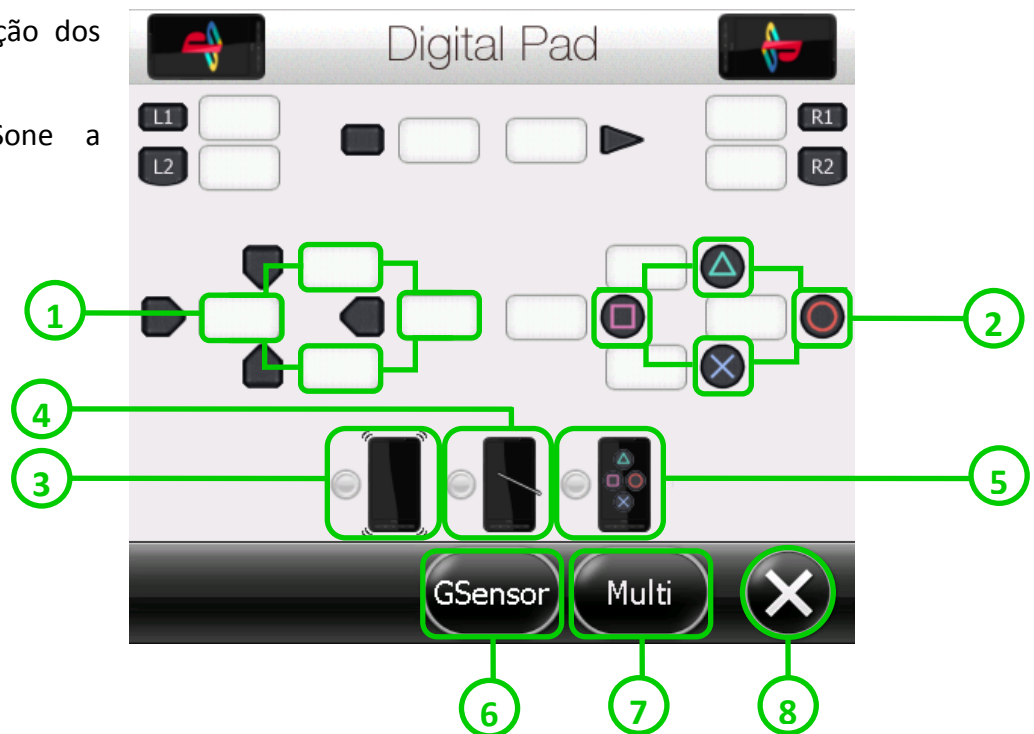 ção dos
Sone a
Digital Pad
L1
R1
L2
R2
1
2
4
3
5
GSensor
Multi
6
7
8